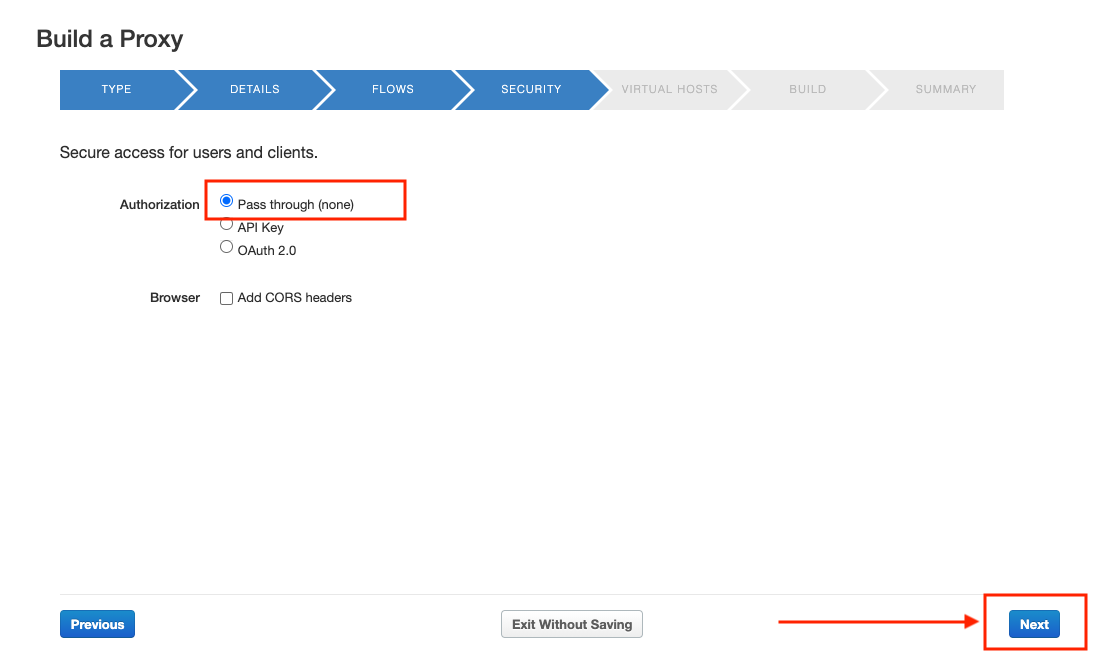 Build a Proxy
TYPE DETAILS FLOWS SECURITY VIRTUAL HOSTS BUILD SUMMARY
Secure access for users and clients.
Authorization Pass through (none)
API Key
OAuth 2.0
Browser Add CORS headers
Previous Exit Without Saving Next